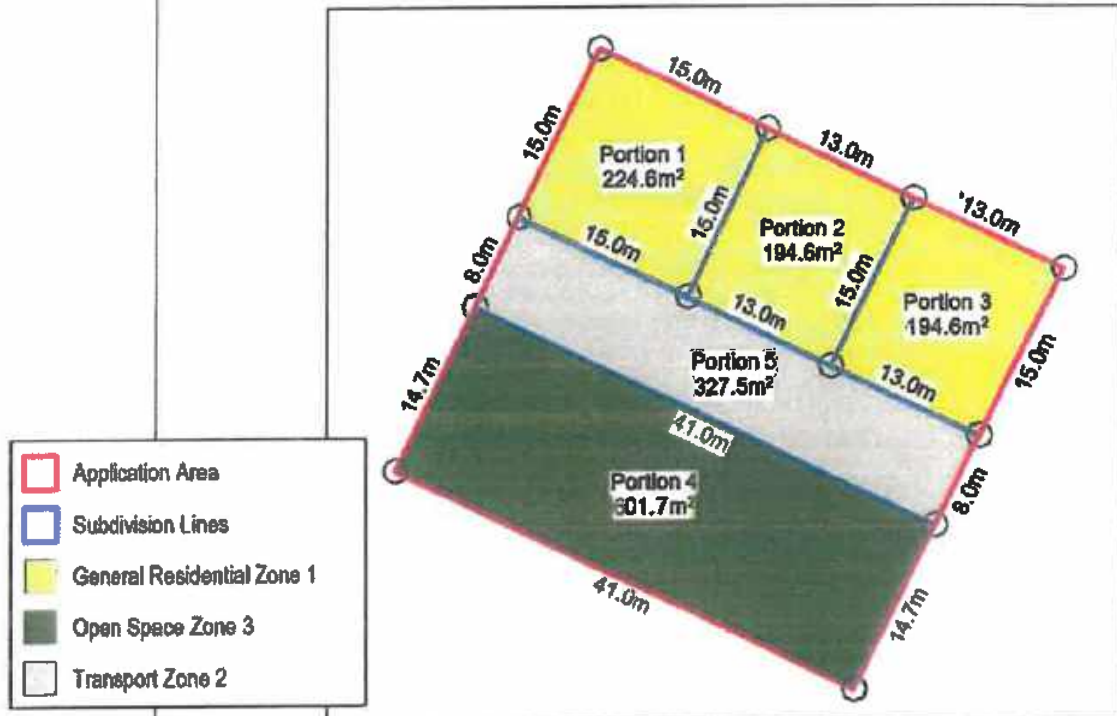 15.0m
13.0m
13.0m
15.0m
Portion 1
224.6m²
15.0m
Portion 2
194.6m²
15.0m
Portion 3
194.6m²
15.0m
15.0m
13.0m
13.0m
8.0m
Portion 5
327.5m²
8.0m
41.0m
14.7m
Portion 4
601.7m²
14.7m
41.0m
Application Area
Subdivision Lines
General Residential Zone 1
Open Space Zone 3
Transport Zone 2